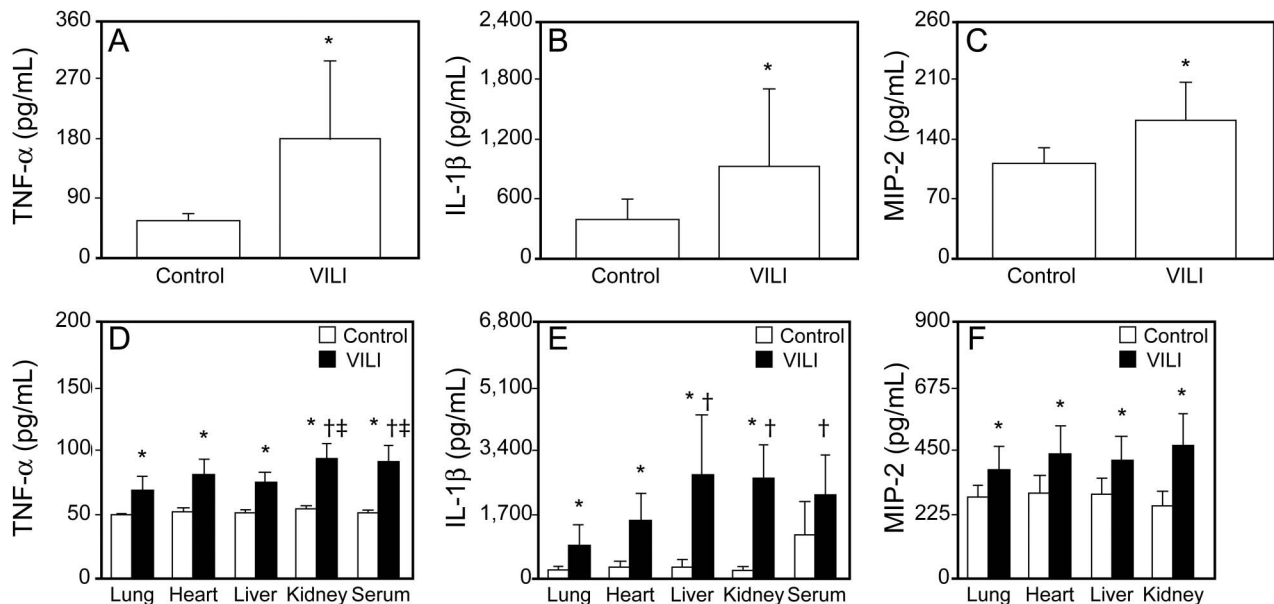 A
TNF-α (pg/mL)
360
270
180
90
0
*
Control
VILI
B
IL-1β (pg/mL)
2,400
1,800
1,200
600
0
*
Control
VILI
C
MIP-2 (pg/mL)
260
210
140
70
0
*
Control
VILI
D
TNF-α (pg/mL)
200
150
100
50
0
Control
VILI
*
*
*
* †‡
* †‡
Lung Heart Liver Kidney Serum
E
IL-1β (pg/mL)
6,800
5,100
3,400
1,700
0
Control
VILI
*
*
* †
* †
†
Lung Heart Liver Kidney Serum
F
MIP-2 (pg/mL)
900
675
450
225
0
Control
VILI
*
*
*
*
Lung Heart Liver Kidney